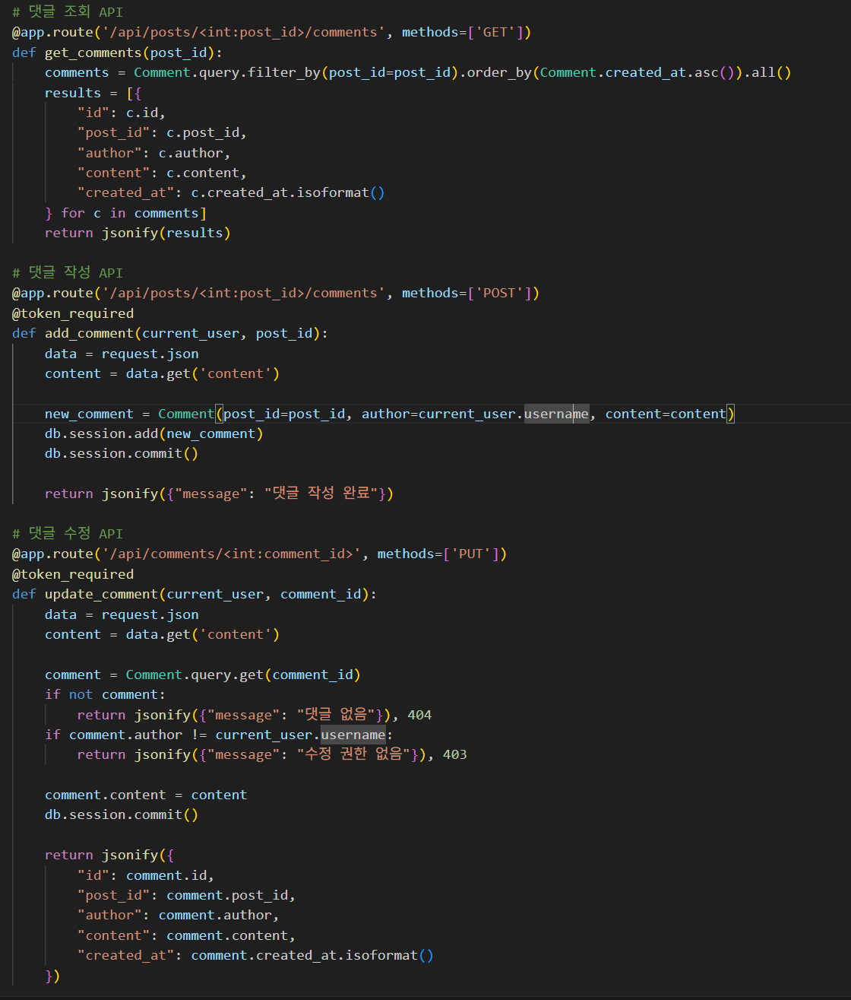 # 댓글 조회 API
@app.route('/api/posts/<int:post_id>/comments', methods=['GET'])
def get_comments(post_id):
    comments = Comment.query.filter_by(post_id=post_id).order_by(Comment.created_at.asc()).all()
    results = [{
        "id": c.id,
        "post_id": c.post_id,
        "author": c.author,
        "content": c.content,
        "created_at": c.created_at.isoformat()
    } for c in comments]
    return jsonify(results)

# 댓글 작성 API
@app.route('/api/posts/<int:post_id>/comments', methods=['POST'])
@token_required
def add_comment(current_user, post_id):
    data = request.json
    content = data.get('content')

    new_comment = Comment(post_id=post_id, author=current_user.username, content=content)
    db.session.add(new_comment)
    db.session.commit()

    return jsonify({"message": "댓글 작성 완료"})

# 댓글 수정 API
@app.route('/api/comments/<int:comment_id>', methods=['PUT'])
@token_required
def update_comment(current_user, comment_id):
    data = request.json
    content = data.get('content')

    comment = Comment.query.get(comment_id)
    if not comment:
        return jsonify({"message": "댓글 없음"}), 404
    if comment.author != current_user.username:
        return jsonify({"message": "수정 권한 없음"}), 403

    comment.content = content
    db.session.commit()

    return jsonify({
        "id": comment.id,
        "post_id": comment.post_id,
        "author": comment.author,
        "content": comment.content,
        "created_at": comment.created_at.isoformat()
    })